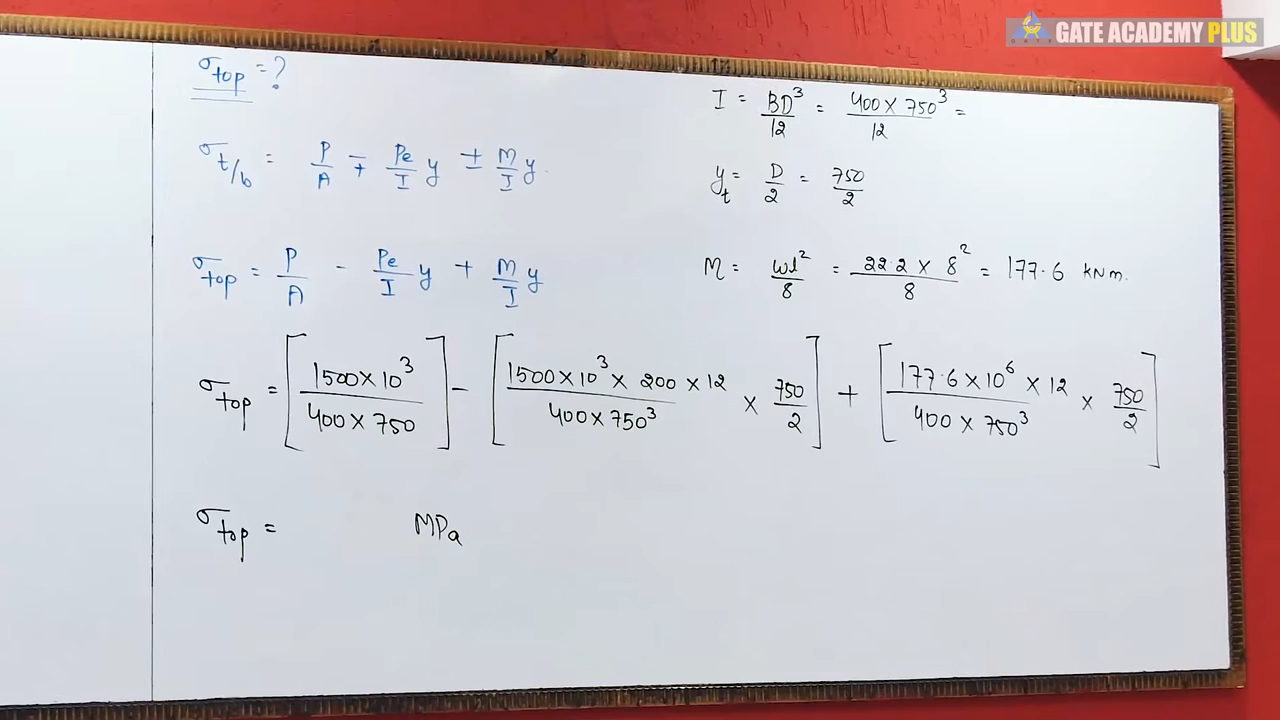 GATE ACADEMY PLUS
σtop = ?
I = BD³/12 = 400 × 750³/12 =
σt/b = P/A ∓ Pe/I y ± M/I y.
yt = D/2 = 750/2
σtop = P/A - Pe/I y + M/I y
M = ωl²/8 = 22.2 × 8²/8 = 177.6 kNm.
σtop = [1500×10³/400 × 750] - [1500×10³ × 200 × 12/400 × 750³ × 750/2] + [177.6 × 10⁶ × 12/400 × 750³ × 750/2]
σtop = MPa